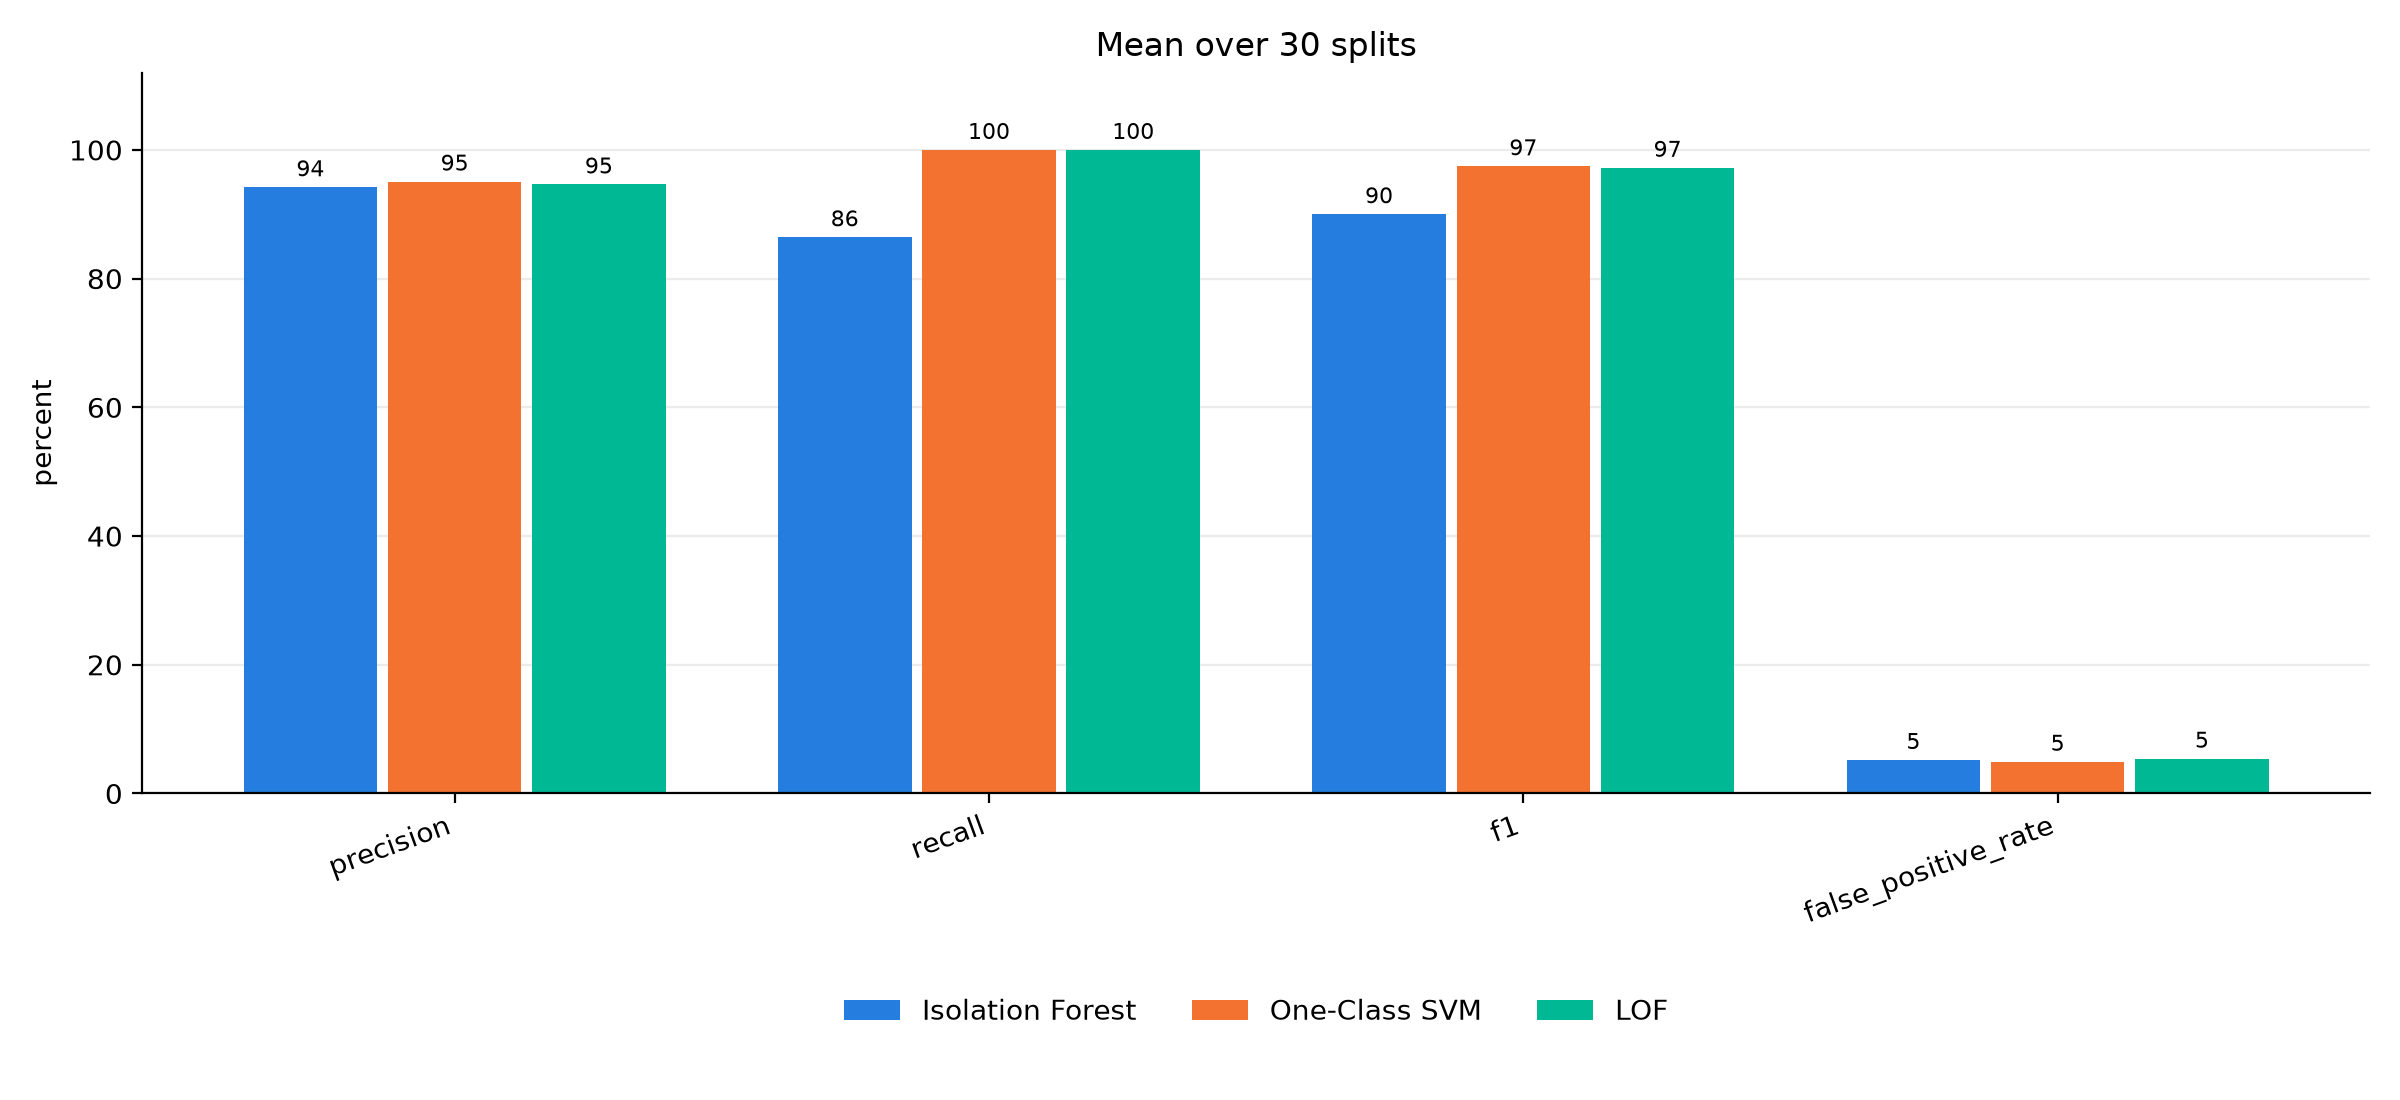 Mean over 30 splits
percent
100
80
60
40
20
0
94
95
95
86
100
100
90
97
97
5
5
5
precision
recall
f1
false_positive_rate
Isolation Forest
One-Class SVM
LOF